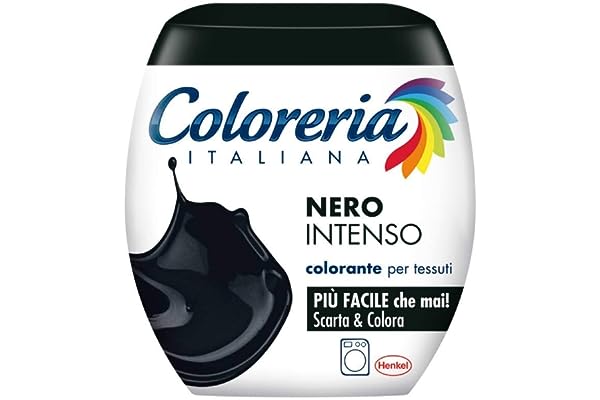 Coloreria
ITALIANA
NERO
INTENSO
colorante per tessuti
PIÙ FACILE che mai!
Scarta & Colora
Henkel